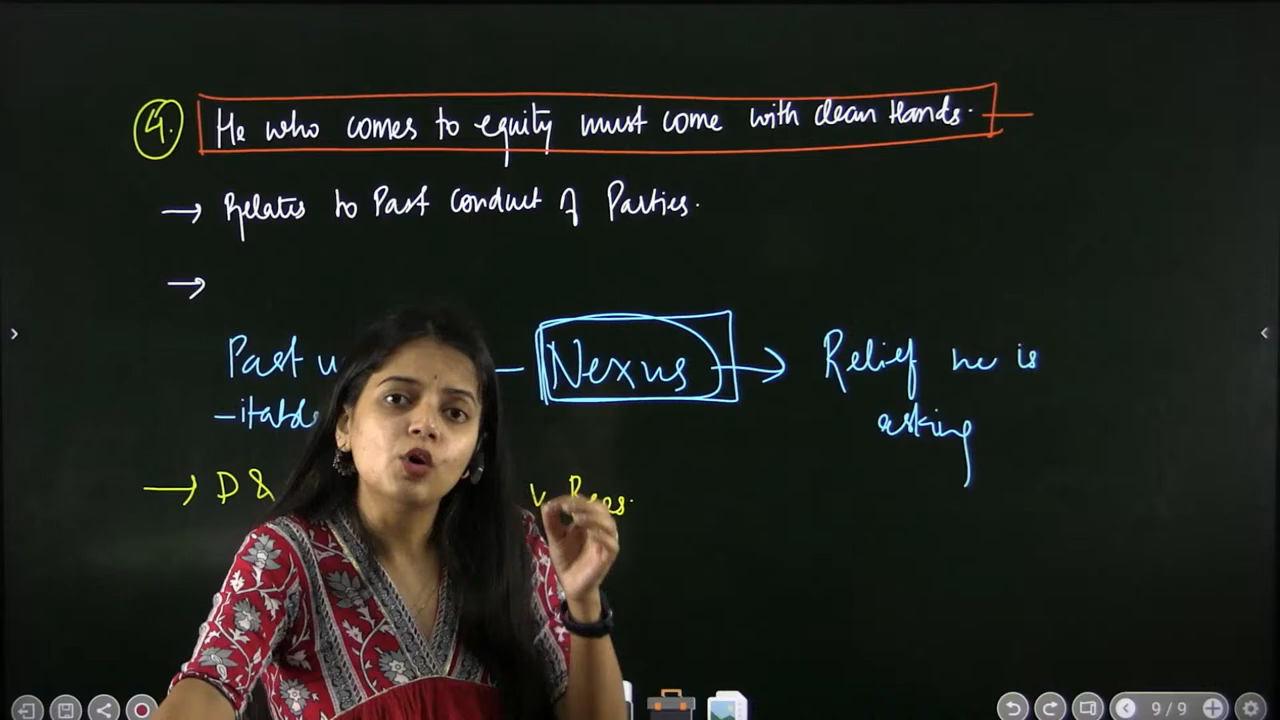 4. He who comes to equity must come with clean Hands.
→ Relates to Past Conduct of Parties.
→
Past — Nexus → Relief he is
-itable asking
→ D & v Rees.
9/9